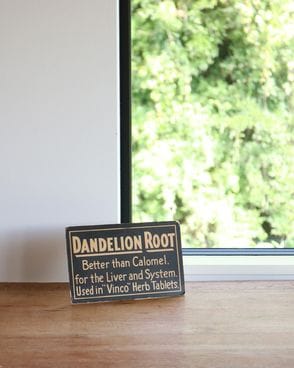 DANDELION ROOT
Better than Calomel.
for the Liver and System.
Used in "Vinco" Herb Tablets.